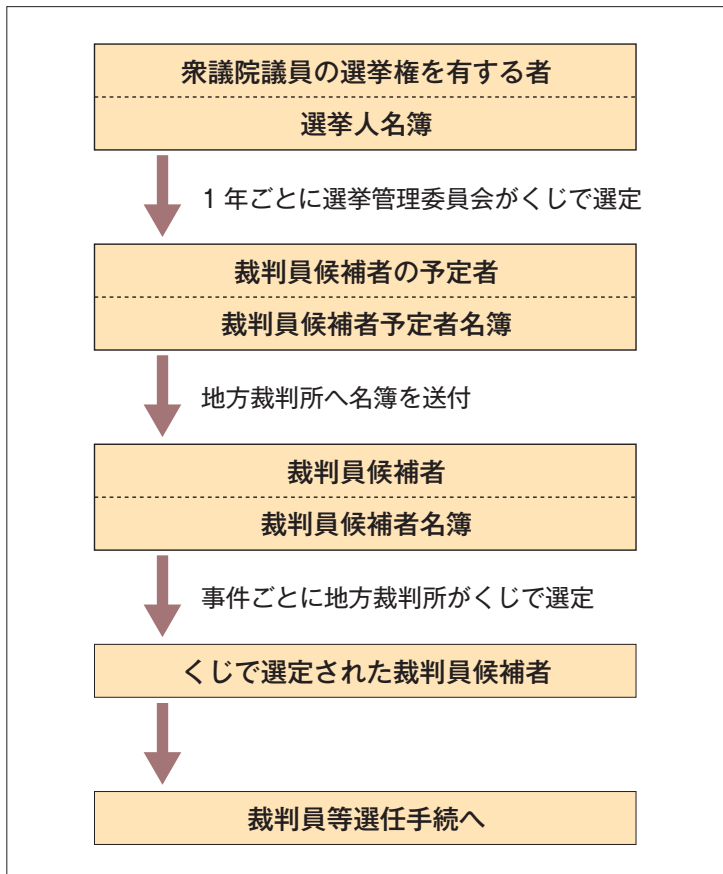 衆議院議員の選挙権を有する者
選挙人名簿
1年ごとに選挙管理委員会がくじで選定
裁判員候補者の予定者
裁判員候補者予定者名簿
地方裁判所へ名簿を送付
裁判員候補者
裁判員候補者名簿
事件ごとに地方裁判所がくじで選定
くじで選定された裁判員候補者
裁判員等選任手続へ